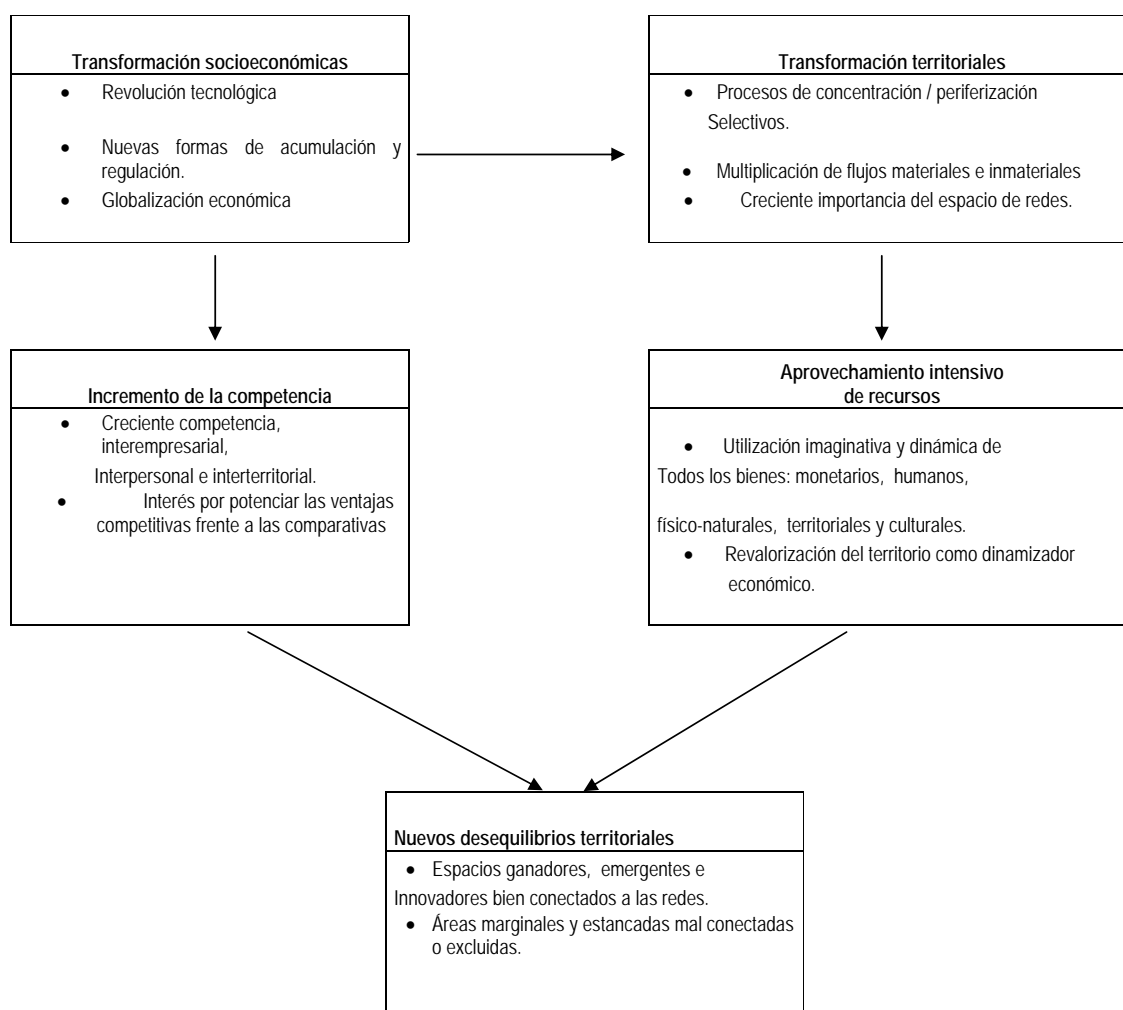 Transformación socioeconómicas
• Revolución tecnológica
• Nuevas formas de acumulación y
regulación.
• Globalización económica
Transformación territoriales
• Procesos de concentración / periferización
Selectivos.
• Multiplicación de flujos materiales e inmateriales
• Creciente importancia del espacio de redes.
Incremento de la competencia
• Creciente competencia,
interempresarial,
Interpersonal e interterritorial.
• Interés por potenciar las ventajas
competitivas frente a las comparativas
Aprovechamiento intensivo
de recursos
• Utilización imaginativa y dinámica de
Todos los bienes: monetarios, humanos,
físico-naturales, territoriales y culturales.
• Revalorización del territorio como dinamizador
económico.
Nuevos desequilibrios territoriales
• Espacios ganadores, emergentes e
Innovadores bien conectados a las redes.
• Áreas marginales y estancadas mal conectadas
o excluidas.